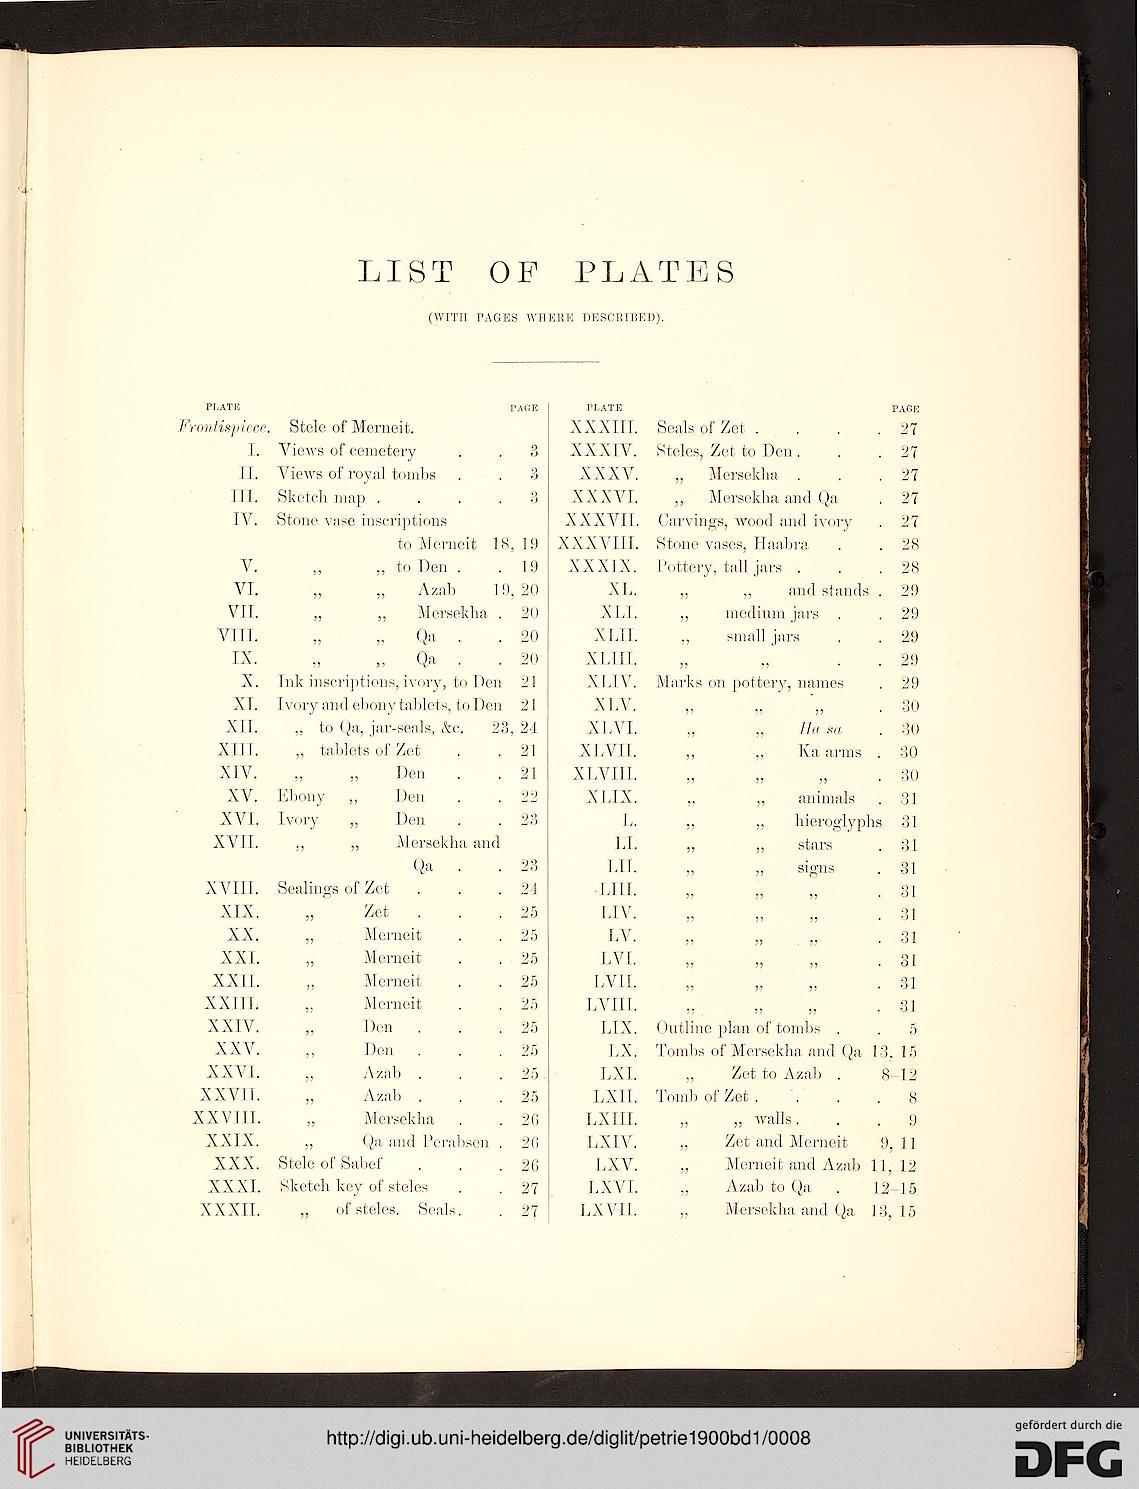 LIST OF PLATES
(WITH PAGES WHERE DESCRIBED).
PLATE PAGE
Frontispiece. Stele of Merneit.
I. Views of cemetery . . 3
II. Views of royal tombs . . 3
III. Sketch map . . . . 3
IV. Stone vase inscriptions
to Merneit 18, 19
V. „ „ to Den . . 19
VI. „ „ Azab 19, 20
VII. „ „ Mersekha . 20
VIII. „ „ Qa . . 20
IX. „ „ Qa . . 20
X. Ink inscriptions, ivory, to Den 21
XI. Ivory and ebony tablets, to Den 21
XII. „ to Qa, jar-seals, &c. 23, 24
XIII. „ tablets of Zet . . 21
XIV. „ „ Den . . 21
XV. Ebony „ Den . . 22
XVI. Ivory „ Den . . 23
XVII. „ „ Mersekha and
Qa . . 23
XVIII. Sealings of Zet . . . 24
XIX. „ Zet . . . 25
XX. „ Merneit . . 25
XXI. „ Merneit . . 25
XXII. „ Merneit . . 25
XXIII. „ Merneit . . 25
XXIV. „ Den . . . 25
XXV. „ Den . . . 25
XXVI. „ Azab . . . 25
XXVII. „ Azab . . . 25
XXVIII. „ Mersekha . . 26
XXIX. „ Qa and Perabsen . 26
XXX. Stele of Sabef . . . 26
XXXI. Sketch key of steles . . 27
XXXII. „ of steles. Seals. . 27
PLATE PAGE
XXXIII. Seals of Zet . . . . 27
XXXIV. Steles, Zet to Den . . . 27
XXXV. „ Mersekha . . . 27
XXXVI. „ Mersekha and Qa . 27
XXXVII. Carvings, wood and ivory . 27
XXXVIII. Stone vases, Haabra . . 28
XXXIX. Pottery, tall jars . . . 28
XL. „ „ and stands . 29
XLI. „ medium jars . . 29
XLII. „ small jars . . 29
XLIII. „ „ . . 29
XLIV. Marks on pottery, names . 29
XLV. „ „ „ . 30
XLVI. „ „ Ha sa . 30
XLVII. „ „ Ka arms . 30
XLVIII. „ „ „ . 30
XLIX. „ „ animals . 31
L. „ „ hieroglyphs 31
LI. „ „ stars . 31
LII. „ „ signs . 31
LIII. „ „ „ . 31
LIV. „ „ „ . 31
LV. „ „ „ . 31
LVI. „ „ „ . 31
LVII. „ „ „ . 31
LVIII. „ „ „ . 31
LIX. Outline plan of tombs . . 5
LX. Tombs of Mersekha and Qa 13, 15
LXI. „ Zet to Azab . 8–12
LXII. Tomb of Zet . . . . 8
LXIII. „ „ walls . . . 9
LXIV. „ Zet and Merneit 9, 11
LXV. „ Merneit and Azab 11, 12
LXVI. „ Azab to Qa . 12–15
LXVII. „ Mersekha and Qa 13, 15
UNIVERSITÄTS-
BIBLIOTHEK
HEIDELBERG
http://digi.ub.uni-heidelberg.de/diglit/petrie1900bd1/0008
gefördert durch die
DFG